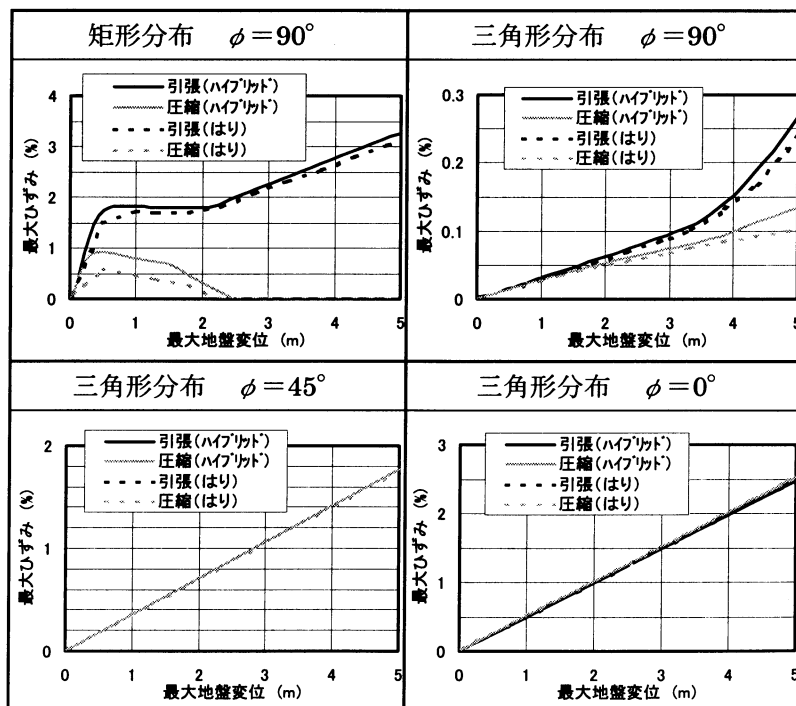 矩形分布 φ=90°
引張(ハイブリッド)
圧縮(ハイブリッド)
引張(はり)
圧縮(はり)
最大ひずみ (%)
4
3
2
1
0
0 1 2 3 4 5
最大地盤変位 (m)
三角形分布 φ=90°
引張(ハイブリッド)
圧縮(ハイブリッド)
引張(はり)
圧縮(はり)
最大ひずみ (%)
0.3
0.2
0.1
0
0 1 2 3 4 5
最大地盤変位 (m)
三角形分布 φ=45°
引張(ハイブリッド)
圧縮(ハイブリッド)
引張(はり)
圧縮(はり)
最大ひずみ (%)
2
1
0
0 1 2 3 4 5
最大地盤変位 (m)
三角形分布 φ=0°
引張(ハイブリッド)
圧縮(ハイブリッド)
引張(はり)
圧縮(はり)
最大ひずみ (%)
3
2
1
0
0 1 2 3 4 5
最大地盤変位 (m)